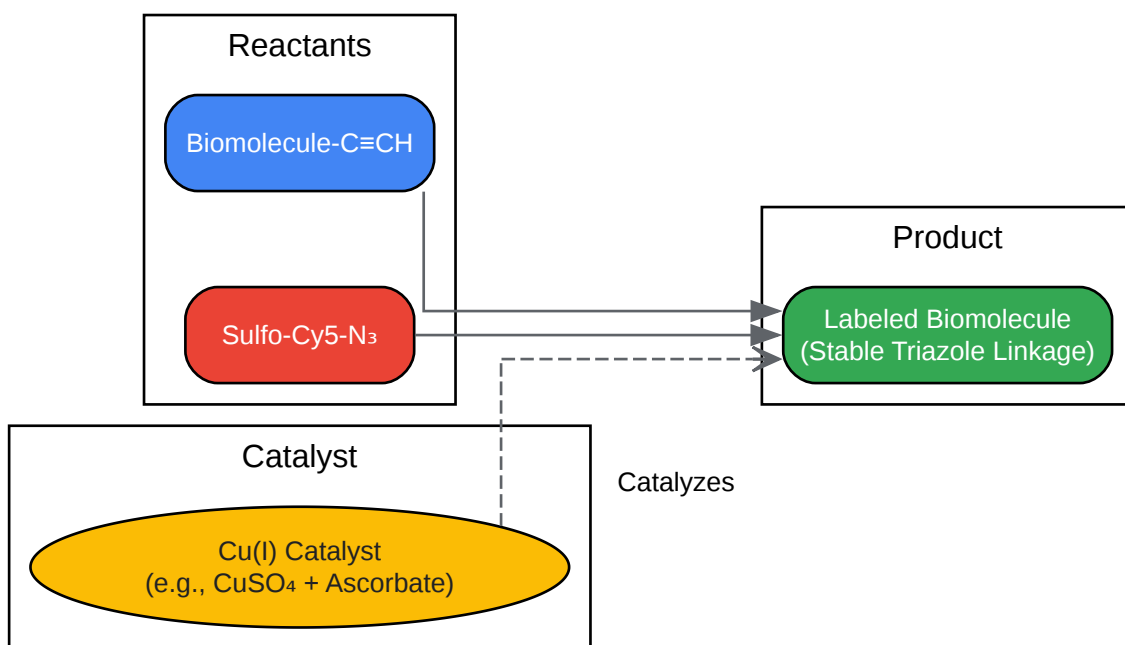 Reactants
Biomolecule-C≡CH
Sulfo-Cy5-N₃
Product
Labeled Biomolecule
(Stable Triazole Linkage)
Catalyst
Cu(I) Catalyst
(e.g., CuSO₄ + Ascorbate)
Catalyzes